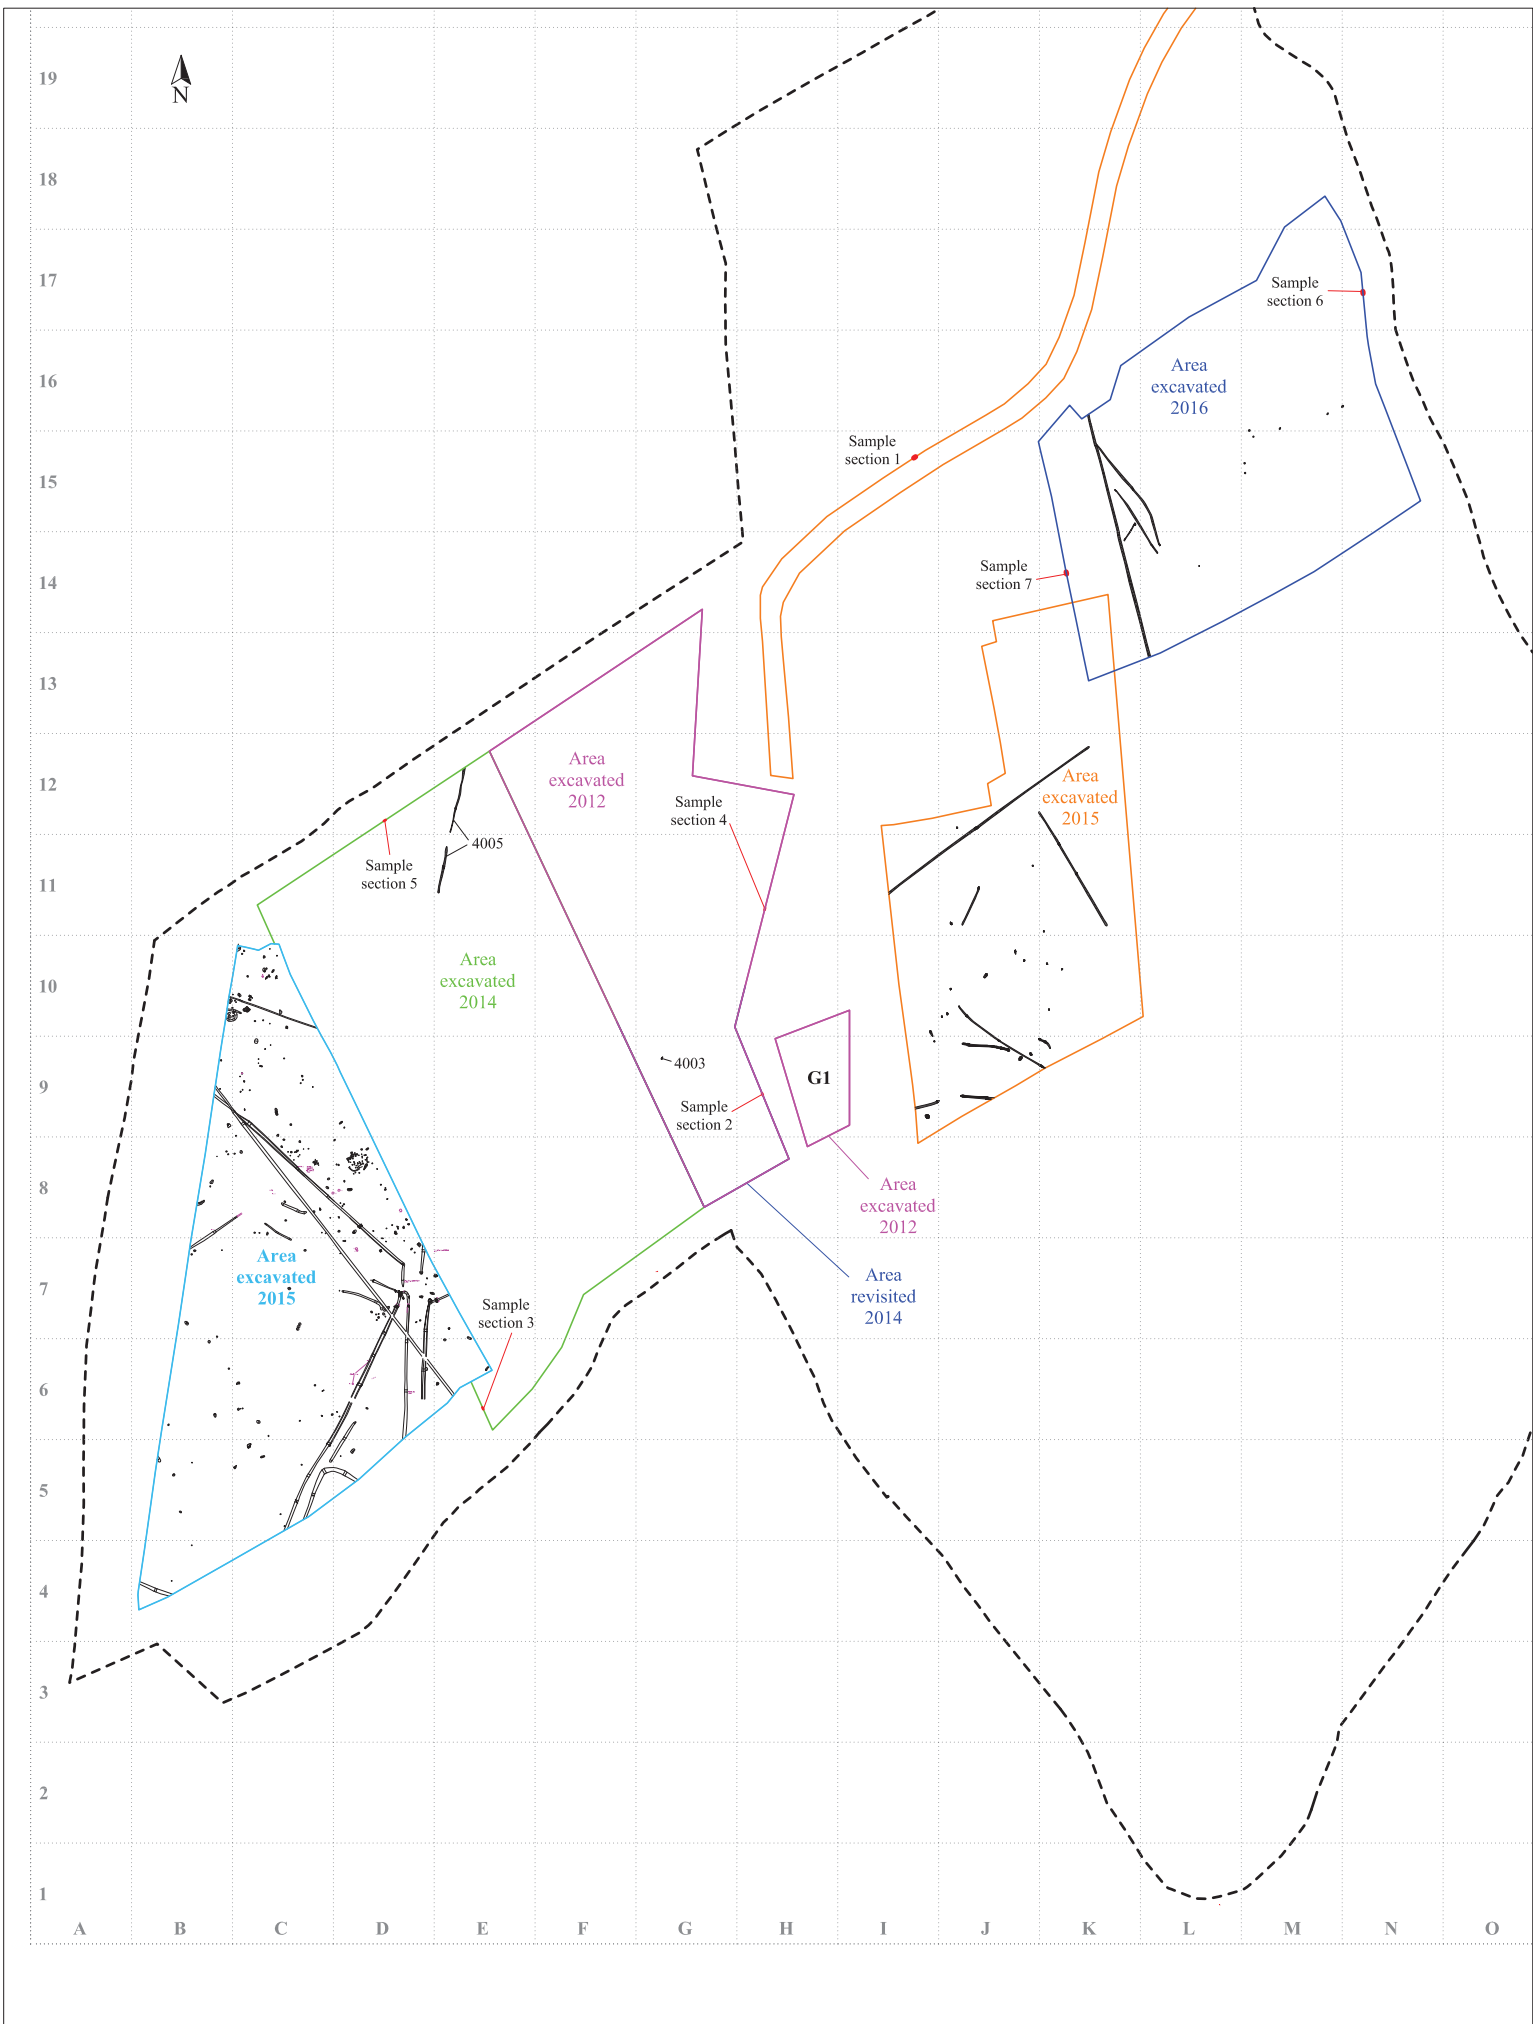 19
N
18
17
Sample
section 6
16
Area
excavated
2016
Sample
section 1
15
Sample
section 7
14
13
12
Area
excavated
2012
Sample
section 4
Area
excavated
2015
4005
Sample
section 5
11
10
Area
excavated
2014
9
4003
G1
Sample
section 2
8
Area
excavated
2012
Area
excavated
2015
7
Area
revisited
2014
Sample
section 3
6
5
4
3
2
1
A B C D E F G H I J K L M N O